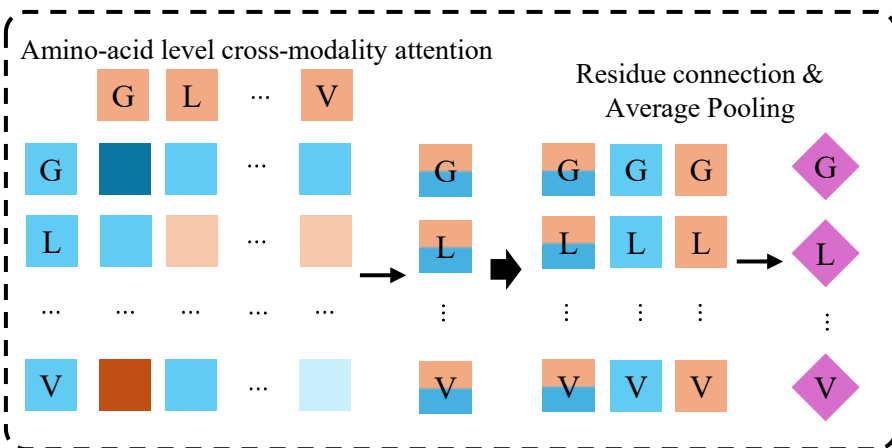 Amino-acid level cross-modality attention
Residue connection &
Average Pooling
G L ... V
G ... G G G G G
L ... L L L L L
... ... ... ... ... ⋮ ⋮ ⋮ ⋮ ⋮
V ... V V V V V